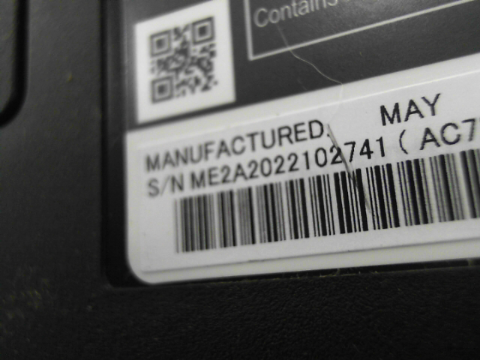 Contains
MANUFACTURED. MAY
S/N ME2A2022102741 ( AC7